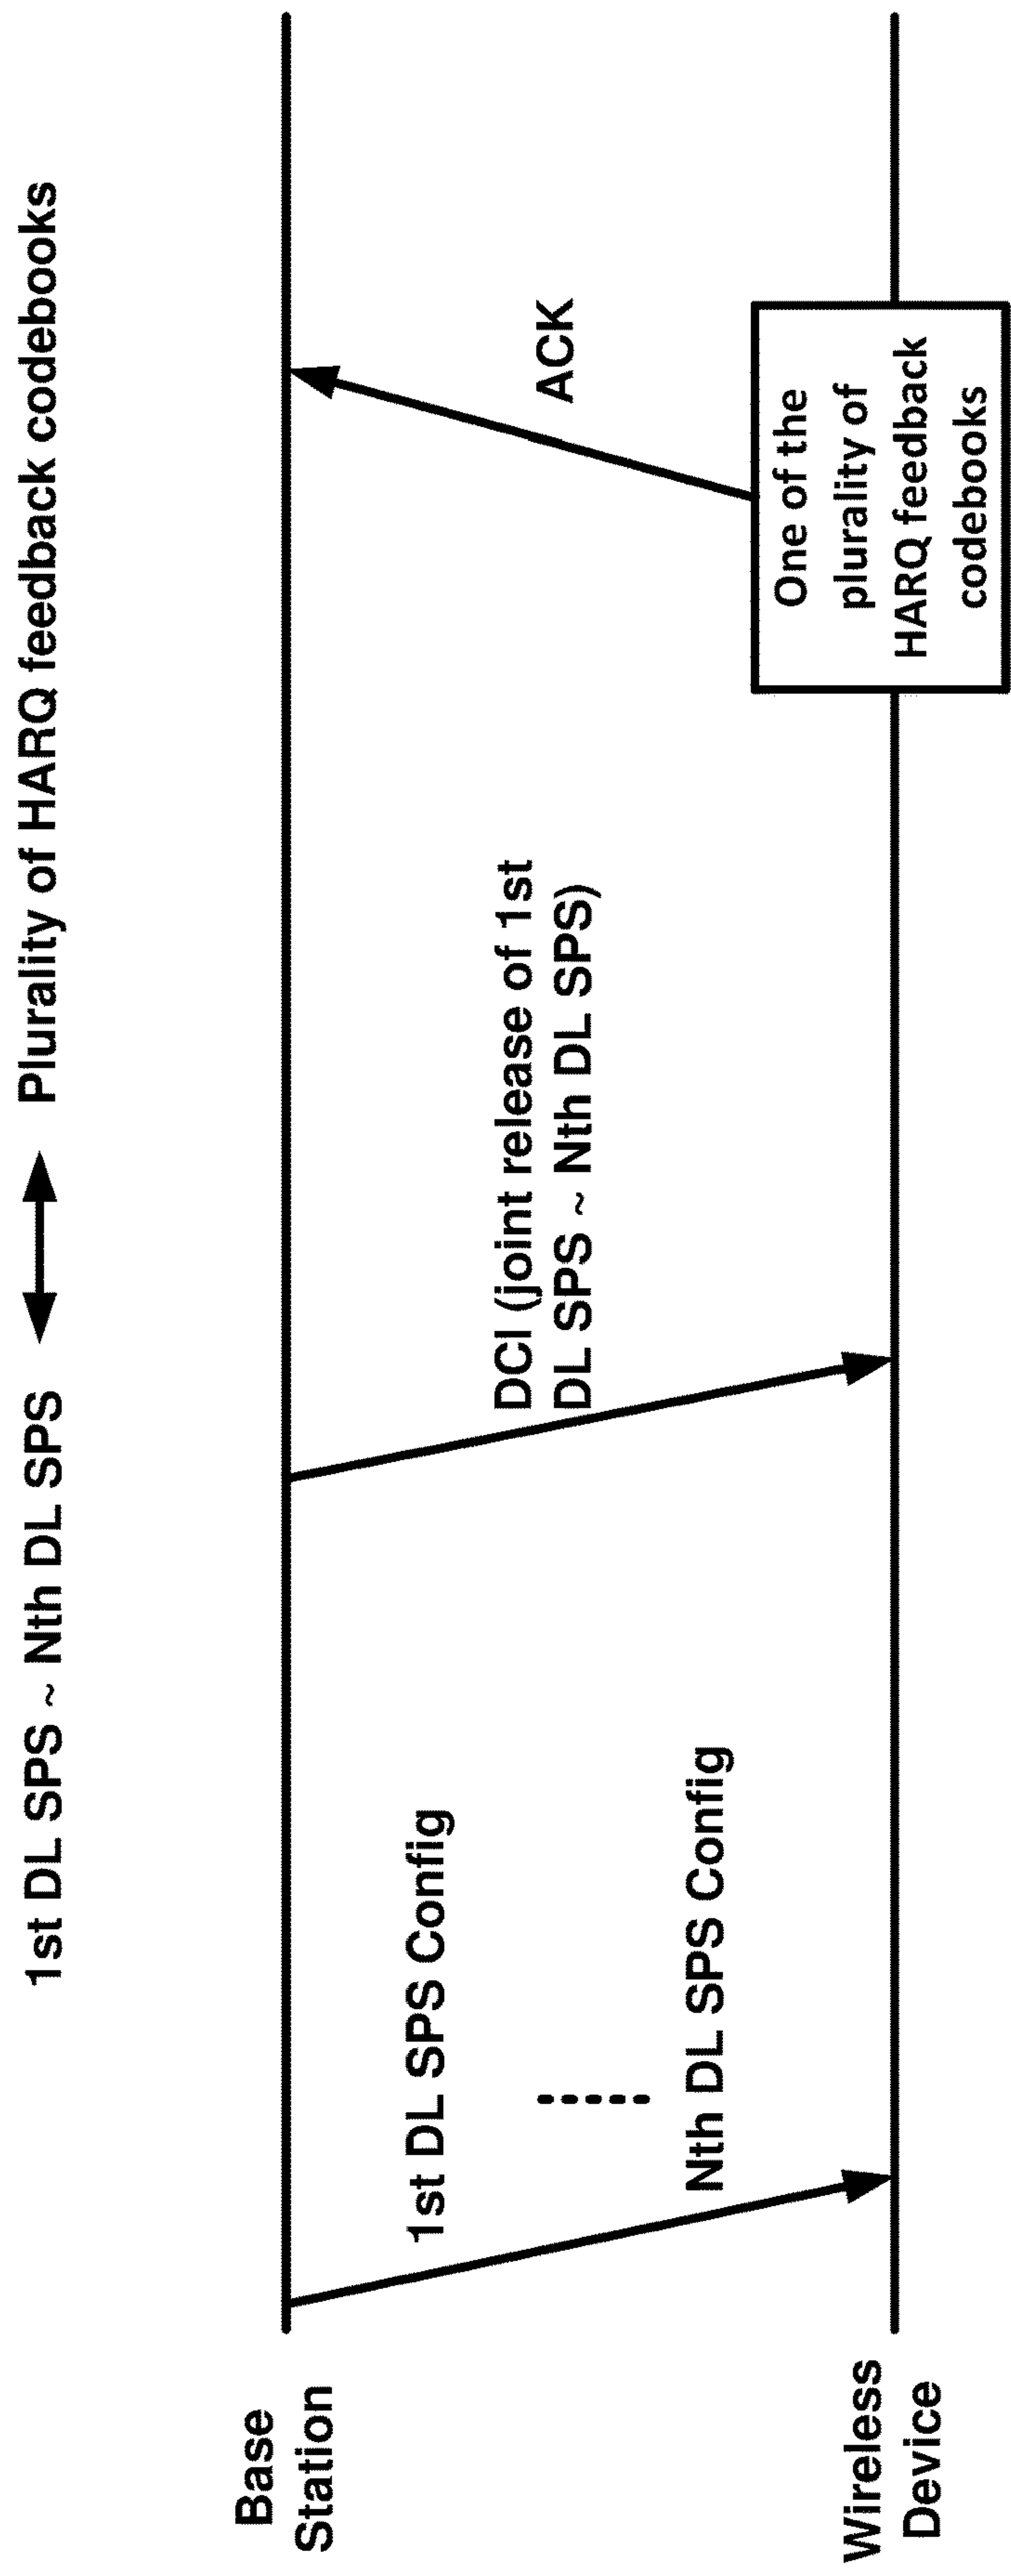 1st DL SPS ~ Nth DL SPS
Plurality of HARQ feedback codebooks
Base
Station
1st DL SPS Config
Nth DL SPS Config
DCI (joint release of 1st
DL SPS ~ Nth DL SPS)
ACK
One of the
plurality of
HARQ feedback
codebooks
Wireless
Device